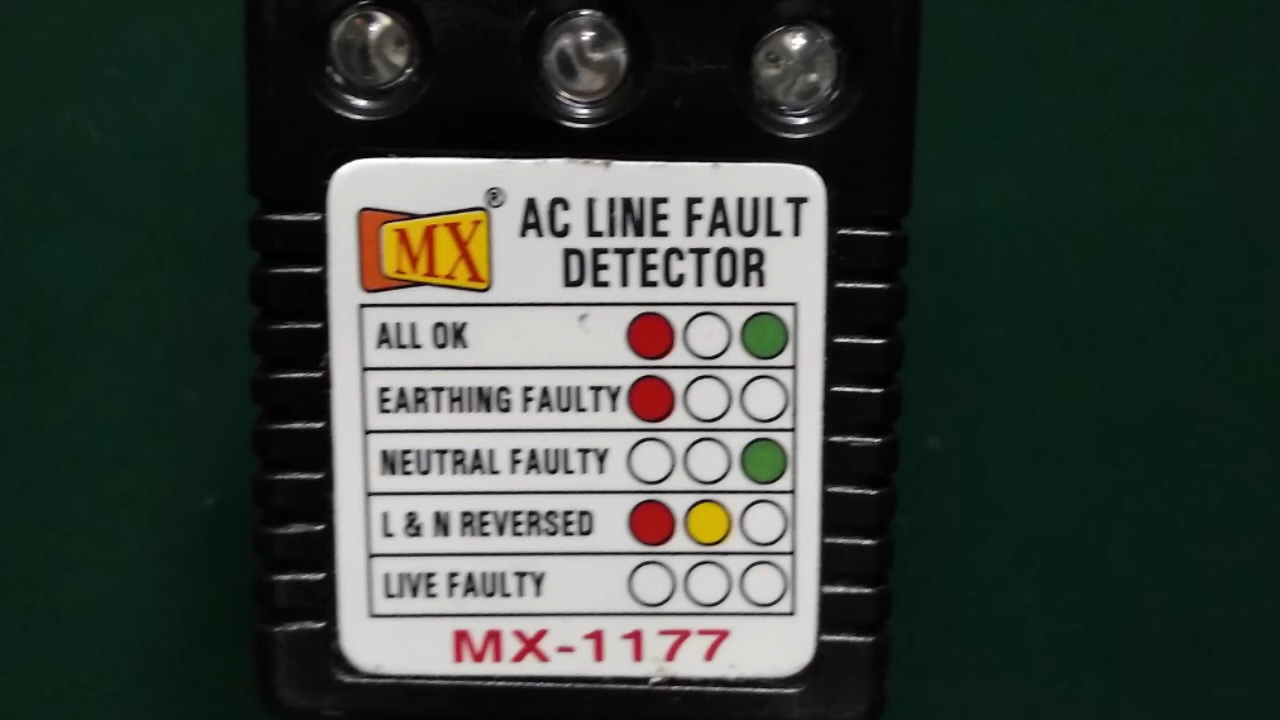 MX®
AC LINE FAULT
DETECTOR
ALL OK
EARTHING FAULTY
NEUTRAL FAULTY
L & N REVERSED
LIVE FAULTY
MX-1177